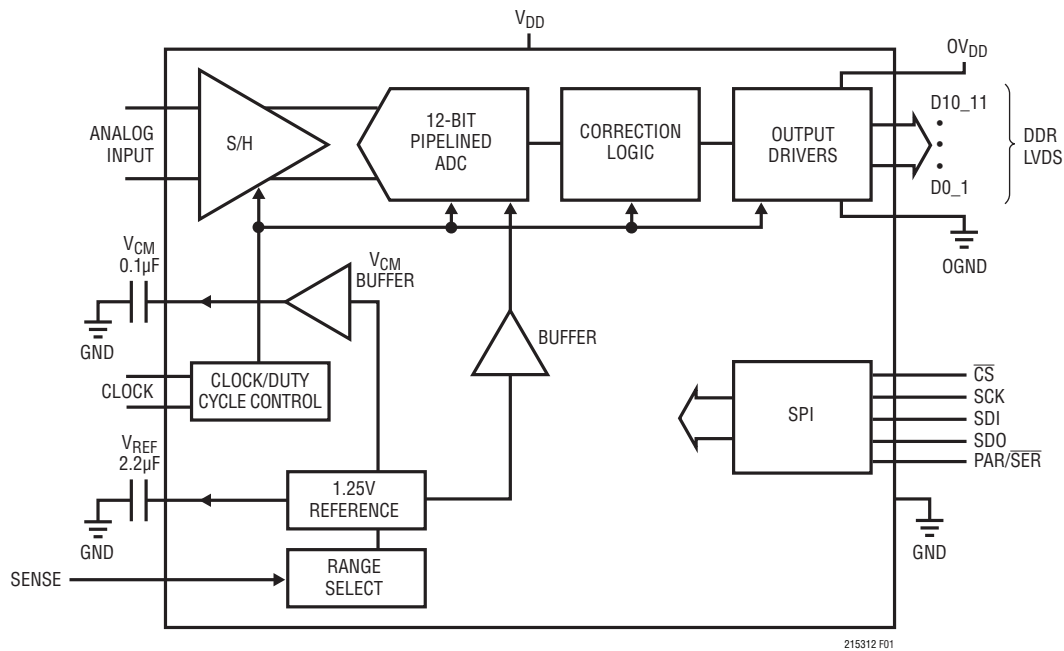 VDD
OVDD
D10_11
12-BIT
PIPELINED
ADC
CORRECTION
LOGIC
OUTPUT
DRIVERS
S/H
ANALOG
INPUT
DDR
LVDS
D0_1
OGND
VCM
0.1µF
VCM
BUFFER
GND
BUFFER
CLOCK
CLOCK/DUTY
CYCLE CONTROL
SPI
C̅S̅
SCK
SDI
SDO
PAR/S̅E̅R̅
VREF
2.2µF
1.25V
REFERENCE
GND
GND
SENSE
RANGE
SELECT
215312 F01